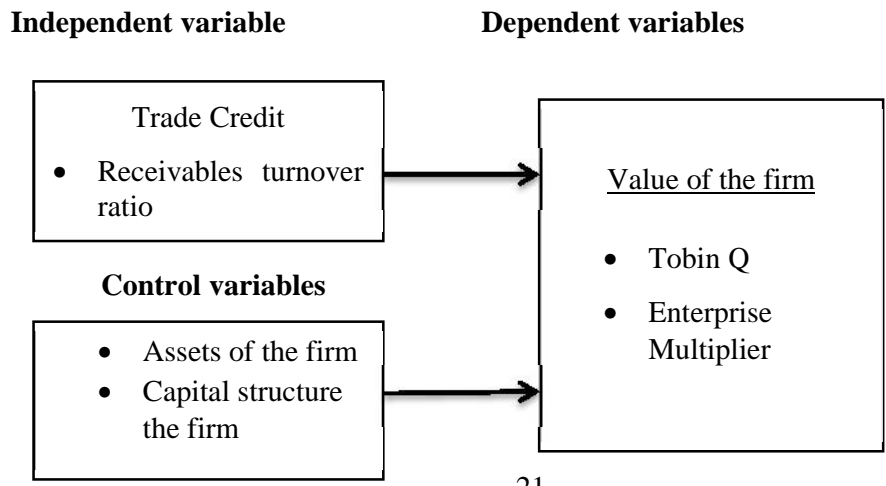 Independent variable
Dependent variables
Trade Credit
• Receivables turnover
ratio
Control variables
• Assets of the firm
• Capital structure
the firm
Value of the firm
• Tobin Q
• Enterprise
Multiplier
21